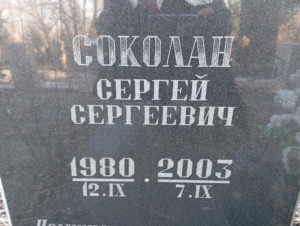 СОКОЛАН
СЕРГЕЙ
СЕРГЕЕВИЧ
1980 . 2003
12.IX 7.IX